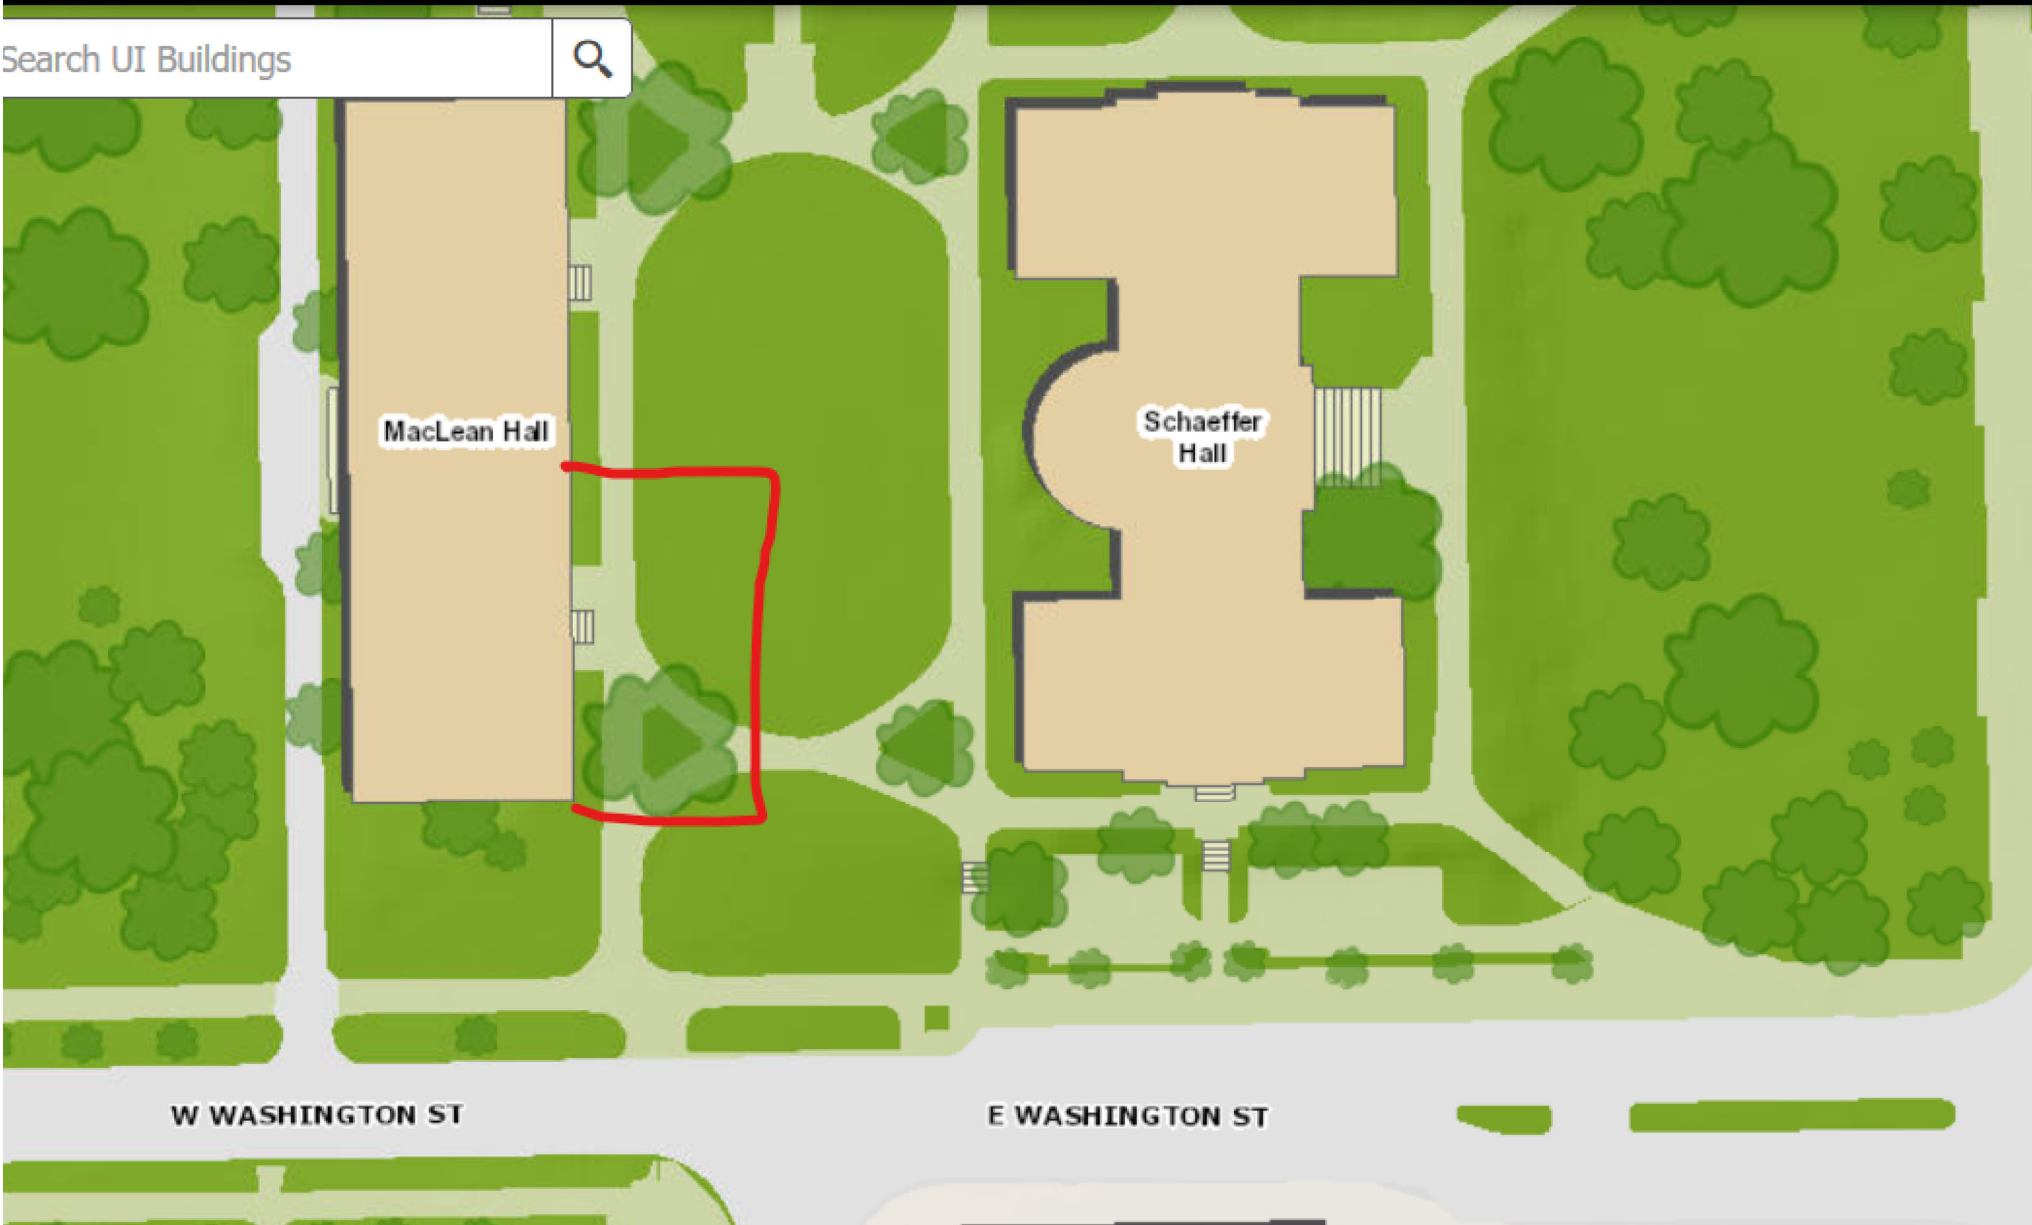 Search UI Buildings
MacLean Hall
Schaeffer
Hall
W WASHINGTON ST
E WASHINGTON ST